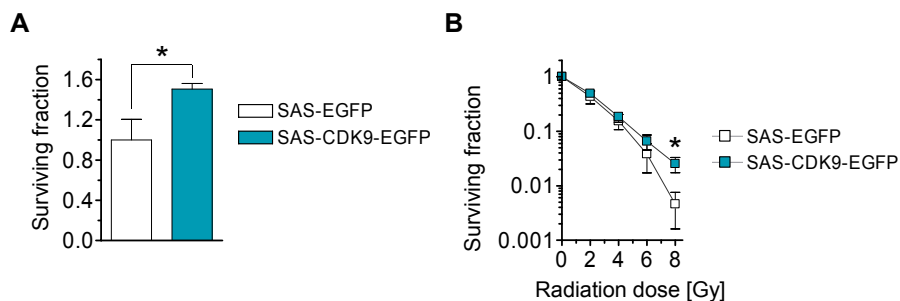 A
*
Surviving fraction
1.6
1.2
0.8
0.4
0.0
SAS-EGFP
SAS-CDK9-EGFP
B
Surviving fraction
1
0.1
0.01
0.001
*
0 2 4 6 8
Radiation dose [Gy]
SAS-EGFP
SAS-CDK9-EGFP